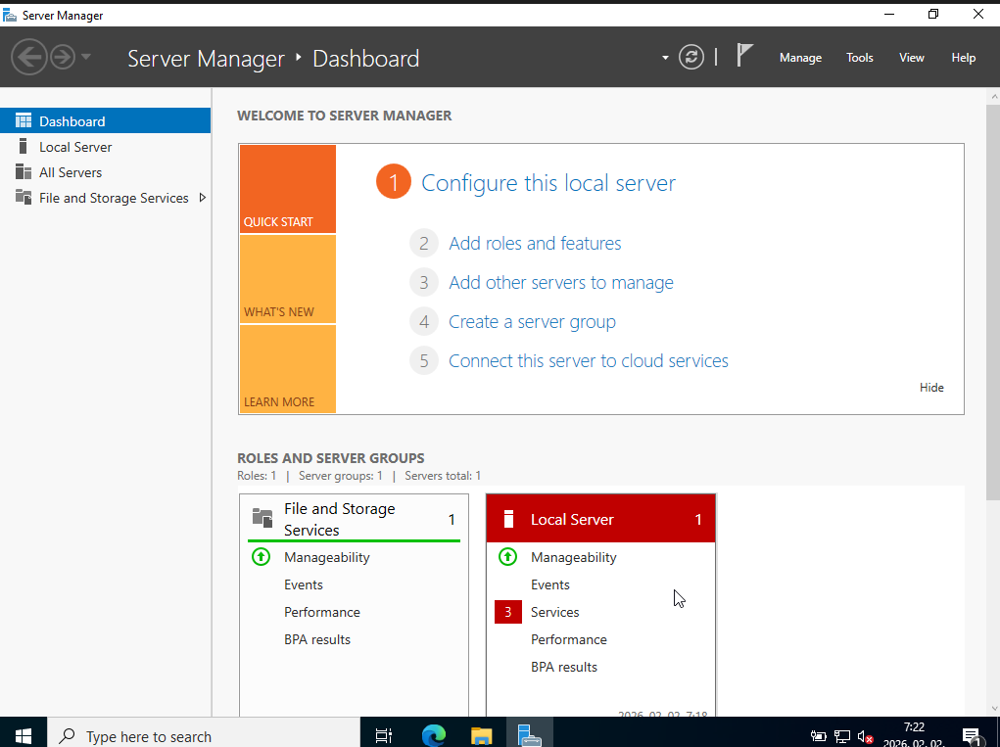 Server Manager
Server Manager ‣ Dashboard
Manage Tools View Help
Dashboard
Local Server
All Servers
File and Storage Services
WELCOME TO SERVER MANAGER
QUICK START
WHAT'S NEW
LEARN MORE
1 Configure this local server
2 Add roles and features
3 Add other servers to manage
4 Create a server group
5 Connect this server to cloud services
Hide
ROLES AND SERVER GROUPS
Roles: 1 | Server groups: 1 | Servers total: 1
File and Storage
Services
1
Manageability
Events
Performance
BPA results
Local Server 1
Manageability
Events
3 Services
Performance
BPA results
2026. 02. 02. 7:18
Type here to search
7:22
2026. 02. 02.
1